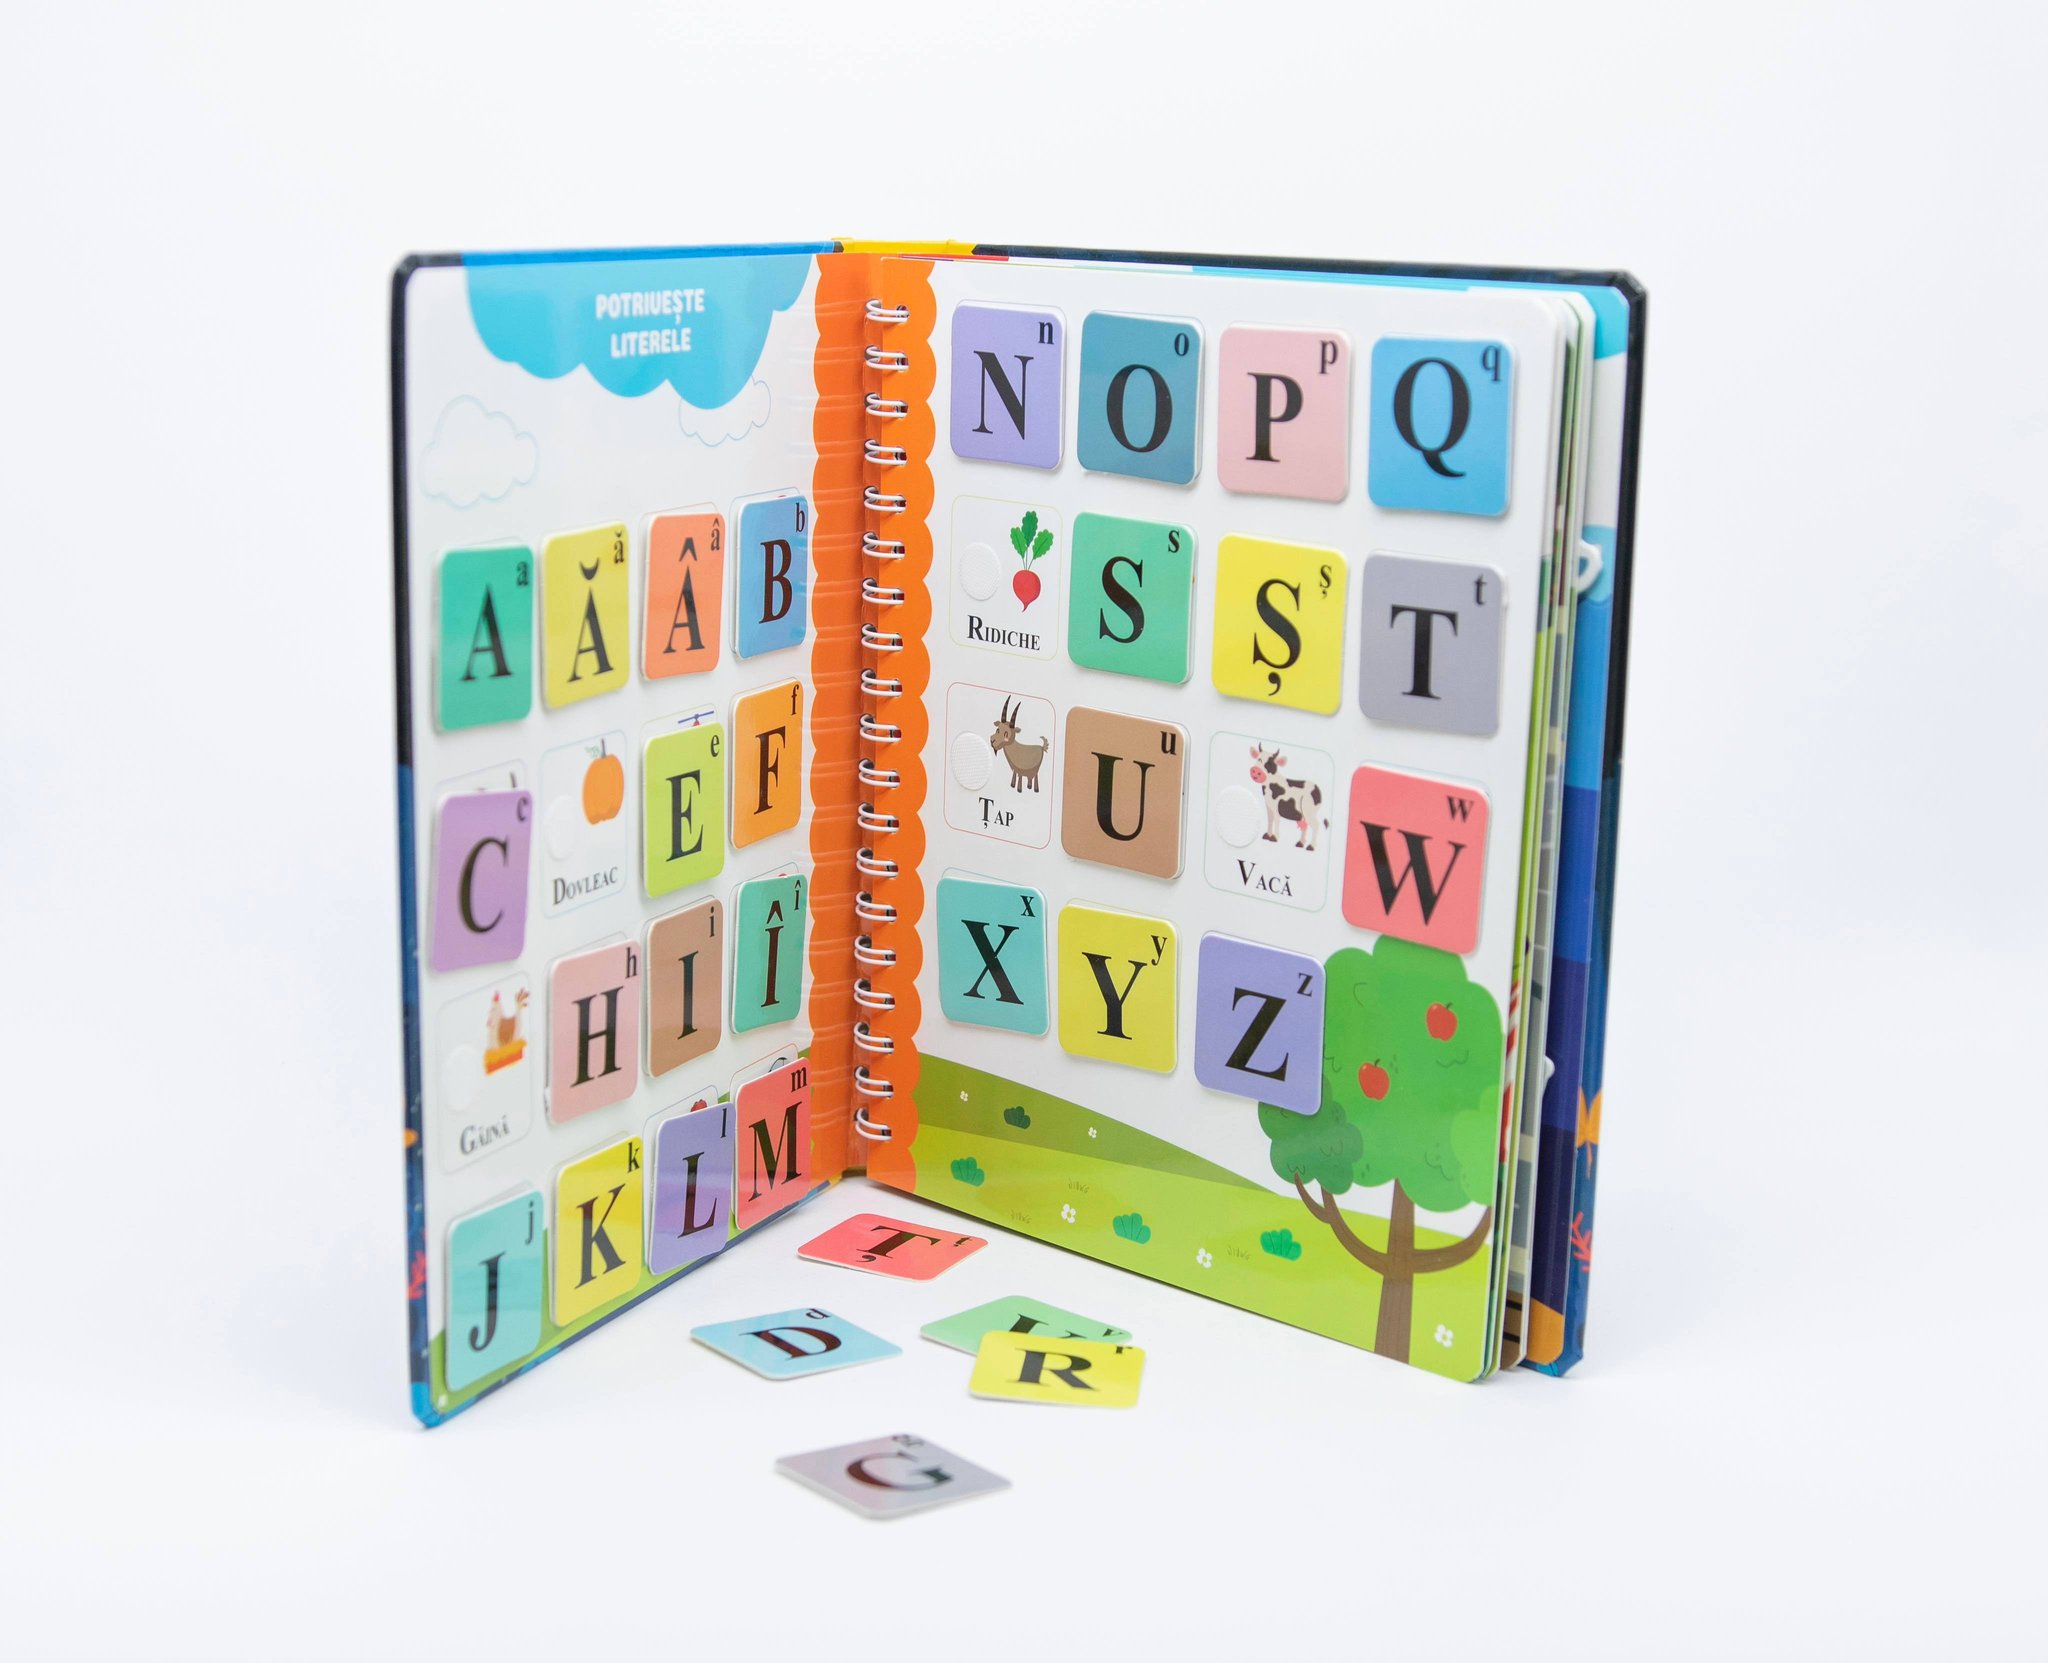 POTRIVEȘTE
LITERELE
a A
ă Ă
â Â
b B
c C
DOVLEAC
e E
f F
GĂINĂ
h H
i I
î Î
j J
k K
l L
m M
n N
o O
p P
q Q
RIDICHE
s S
ș Ș
t T
ȚAP
u U
VACĂ
w W
x X
y Y
z Z
Ț
d D
v V
r R
g G